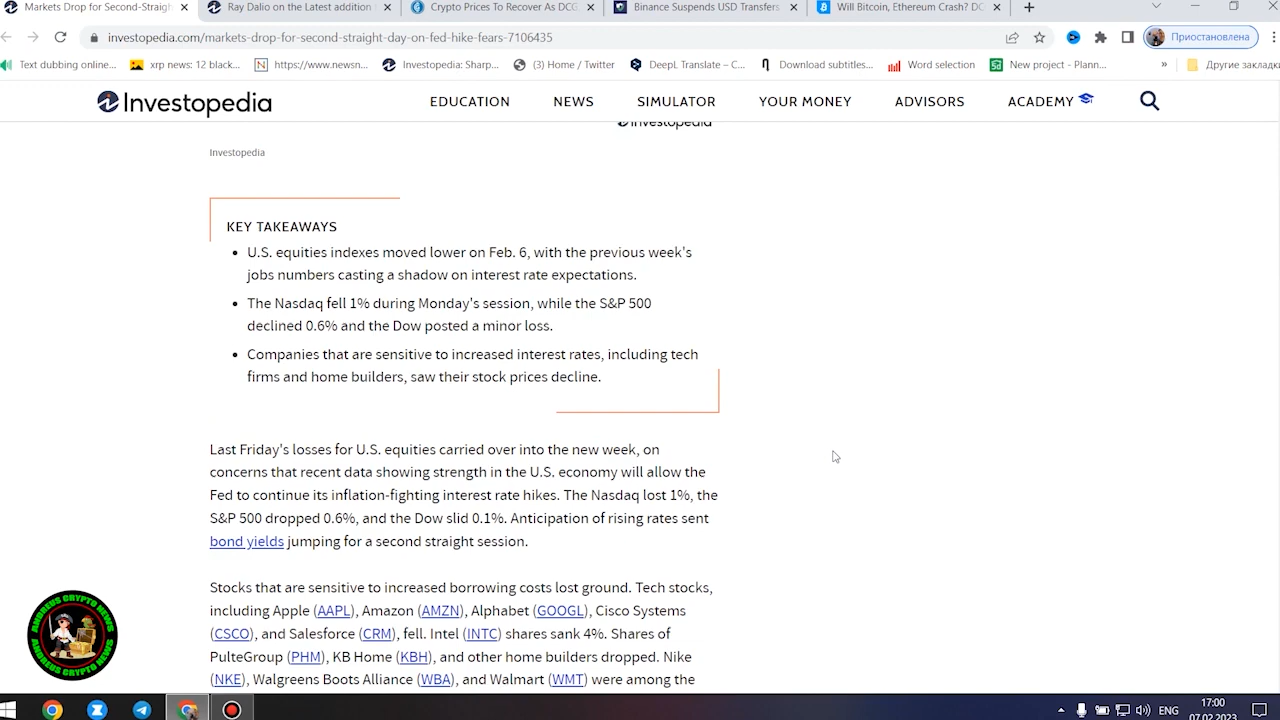 Markets Drop for Second-Straigh
Ray Dalio on the Latest addition
Crypto Prices To Recover As DCG
Binance Suspends USD Transfers
Will Bitcoin, Ethereum Crash? DC
investopedia.com/markets-drop-for-second-straight-day-on-fed-hike-fears-7106435
Приостановлена
Text dubbing online...
xrp news: 12 black...
https://www.newsn...
Investopedia: Sharp...
(3) Home / Twitter
DeepL Translate – C...
Download subtitles...
Word selection
New project - Plann...
»
Другие закладки
Investopedia
EDUCATION
NEWS
SIMULATOR
YOUR MONEY
ADVISORS
ACADEMY
Investopedia
Investopedia
KEY TAKEAWAYS
• U.S. equities indexes moved lower on Feb. 6, with the previous week's
jobs numbers casting a shadow on interest rate expectations.
• The Nasdaq fell 1% during Monday's session, while the S&P 500
declined 0.6% and the Dow posted a minor loss.
• Companies that are sensitive to increased interest rates, including tech
firms and home builders, saw their stock prices decline.
Last Friday's losses for U.S. equities carried over into the new week, on
concerns that recent data showing strength in the U.S. economy will allow the
Fed to continue its inflation-fighting interest rate hikes. The Nasdaq lost 1%, the
S&P 500 dropped 0.6%, and the Dow slid 0.1%. Anticipation of rising rates sent
bond yields jumping for a second straight session.
Stocks that are sensitive to increased borrowing costs lost ground. Tech stocks,
including Apple (AAPL), Amazon (AMZN), Alphabet (GOOGL), Cisco Systems
(CSCO), and Salesforce (CRM), fell. Intel (INTC) shares sank 4%. Shares of
PulteGroup (PHM), KB Home (KBH), and other home builders dropped. Nike
(NKE), Walgreens Boots Alliance (WBA), and Walmart (WMT) were among the
ANDREUS CRYPTO NEWS
ANDREUS CRYPTO NEWS
ENG
17:00
07.02.2023